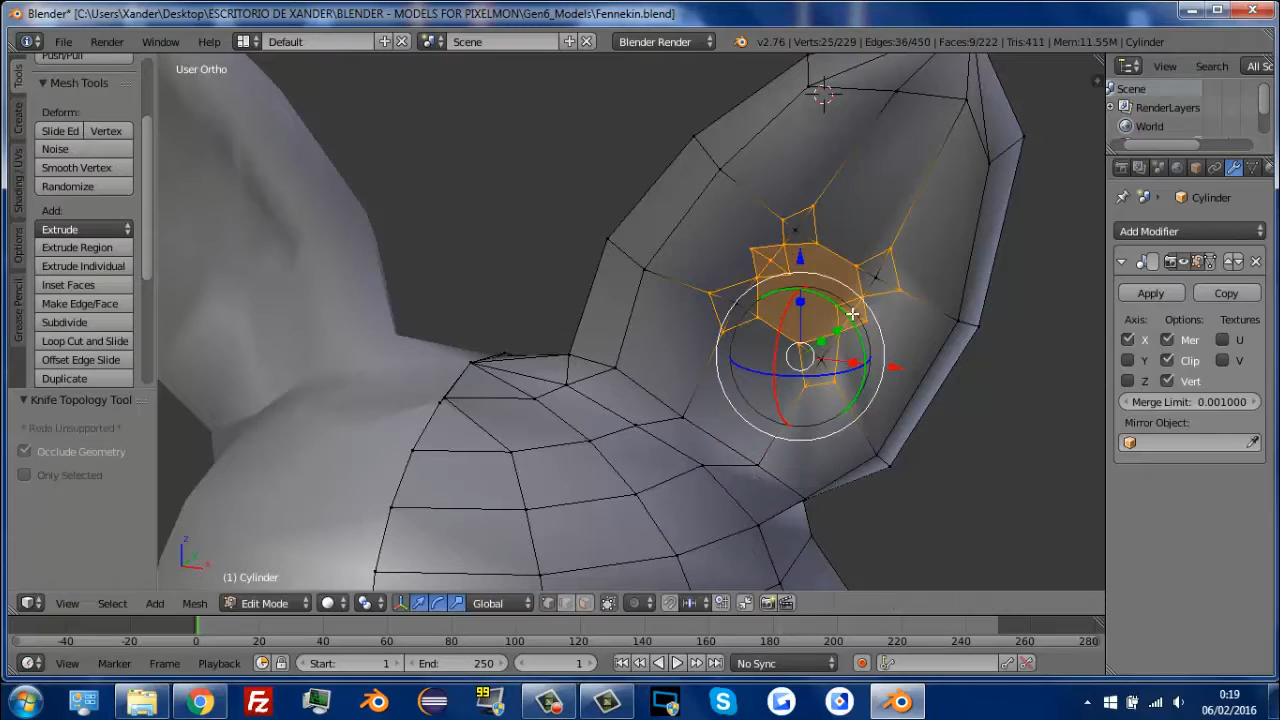 Blender* [C:\Users\Xander\Desktop\ESCRITORIO DE XANDER\BLENDER - MODELS FOR PIXELMON\Gen6_Models\Fennekin.blend]
File Render Window Help Default Scene Blender Render v2.76 | Verts:25/229 | Edges:36/450 | Faces:9/222 | Tris:411 | Mem:11.55M | Cylinder
Push/Pull
Mesh Tools
Deform:
Slide Ed Vertex
Noise
Smooth Vertex
Randomize
Add:
Extrude
Extrude Region
Extrude Individual
Inset Faces
Make Edge/Face
Subdivide
Loop Cut and Slide
Offset Edge Slide
Duplicate
Knife Topology Tool
* Redo Unsupported *
Occlude Geometry
Only Selected
Tools
Create
Shading / UVs
Options
Grease Pencil
User Ortho
z
y
x
(1) Cylinder
View Search All Sc
Scene
RenderLayers
World
Cylinder
Add Modifier
Apply Copy
Axis: Options: Textures
X Mer U
Y Clip V
Z Vert
Merge Limit: 0.001000
Mirror Object:
View Select Add Mesh Edit Mode Global
-40 -20 0 20 40 60 80 100 120 140 160 180 200 220 240 260 280
View Marker Frame Playback Start: 1 End: 250 1 No Sync
99
0:19
06/02/2016